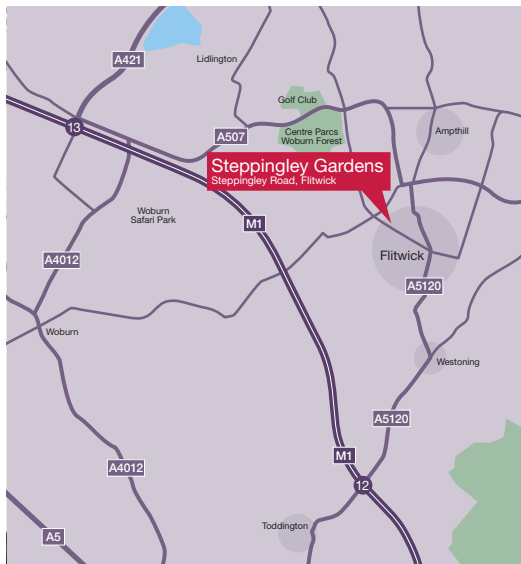 A421
Lidlington
Golf Club
13
A507
Centre Parcs
Woburn Forest
Ampthill
Steppingley Gardens
Steppingley Road, Flitwick
Woburn
Safari Park
M1
Flitwick
A4012
A5120
Woburn
Westoning
A5120
M1
A4012
12
Toddington
A5